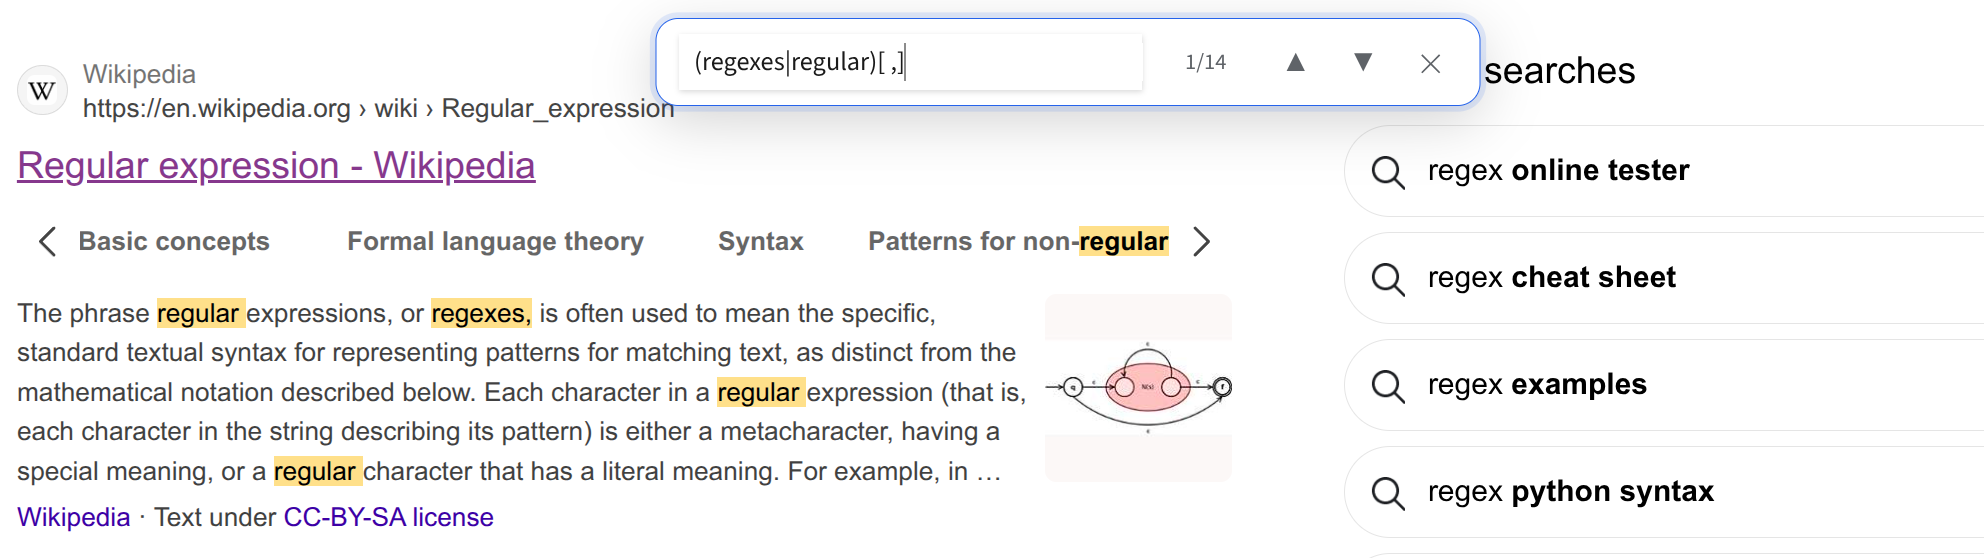 (regexes|regular)[ ,]
1/14
W
Wikipedia
https://en.wikipedia.org › wiki › Regular_expression
Regular expression - Wikipedia
Basic concepts
Formal language theory
Syntax
Patterns for non-regular
The phrase regular expressions, or regexes, is often used to mean the specific,
standard textual syntax for representing patterns for matching text, as distinct from the
mathematical notation described below. Each character in a regular expression (that is,
each character in the string describing its pattern) is either a metacharacter, having a
special meaning, or a regular character that has a literal meaning. For example, in …
q
N(s)
f
Wikipedia · Text under CC-BY-SA license
searches
regex online tester
regex cheat sheet
regex examples
regex python syntax